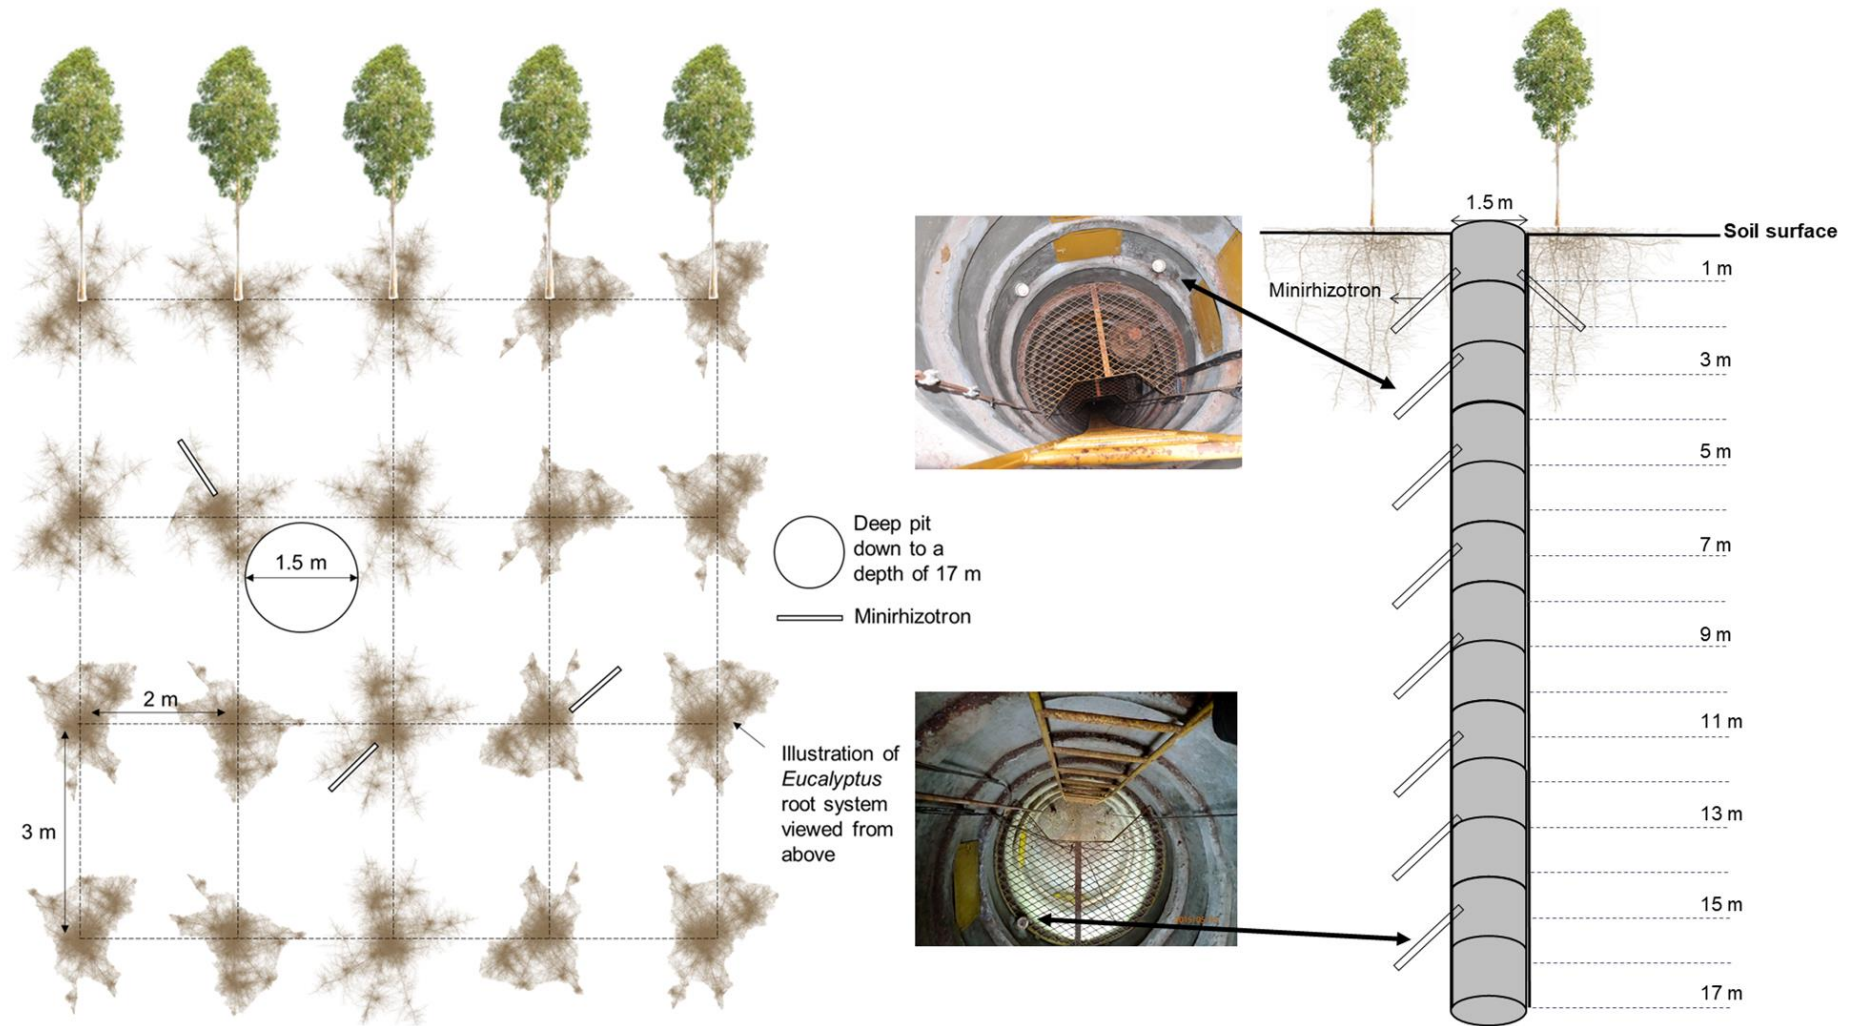 1.5 m
2 m
3 m
Deep pit
down to a
depth of 17 m
Minirhizotron
Illustration of
Eucalyptus
root system
viewed from
above
1.5 m
Soil surface
Minirhizotron
1 m
3 m
5 m
7 m
9 m
11 m
13 m
15 m
17 m